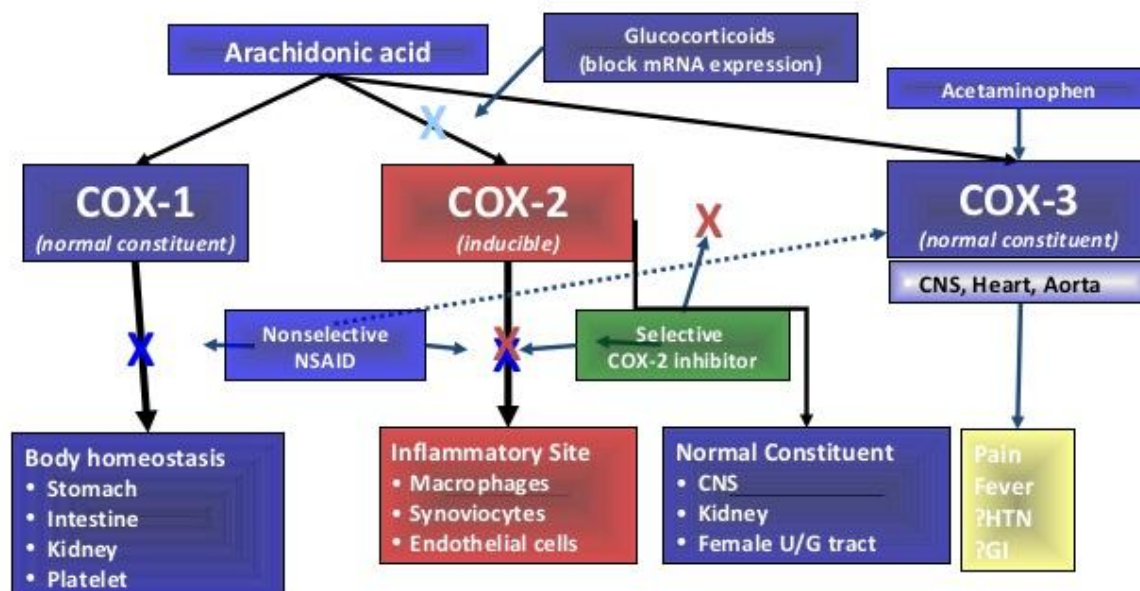 Arachidonic acid
Glucocorticoids
(block mRNA expression)
Acetaminophen
X
COX-1
(normal constituent)
COX-2
(inducible)
X
COX-3
(normal constituent)
CNS, Heart, Aorta
X
Nonselective
NSAID
X
X
Selective
COX-2 inhibitor
Body homeostasis
• Stomach
• Intestine
• Kidney
• Platelet
Inflammatory Site
• Macrophages
• Synoviocytes
• Endothelial cells
Normal Constituent
• CNS
• Kidney
• Female U/G tract
Pain
Fever
?HTN
?GI